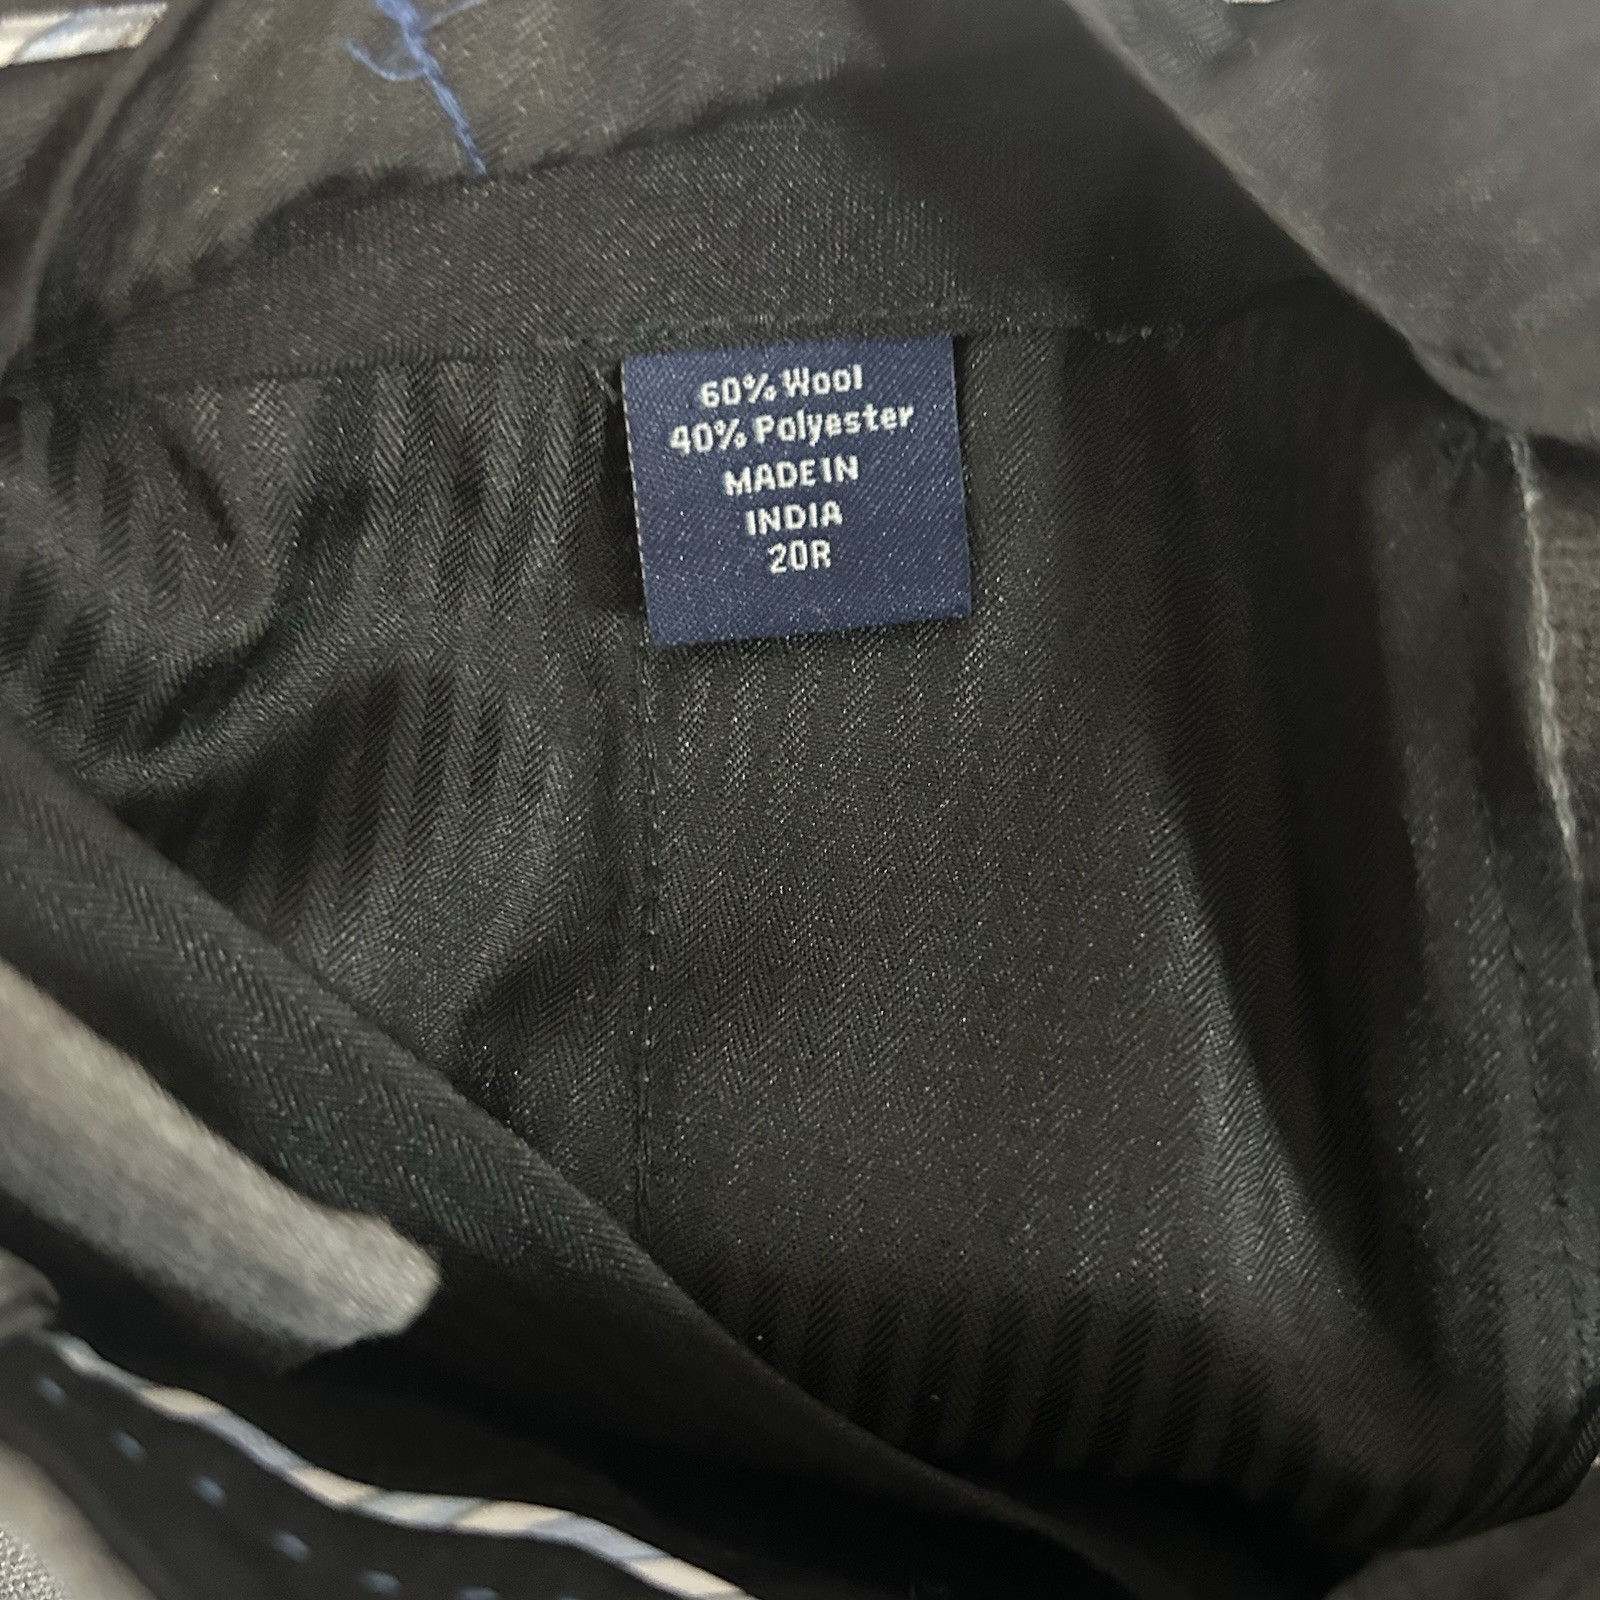 60% Wool
40% Polyester
MADE IN
INDIA
20R